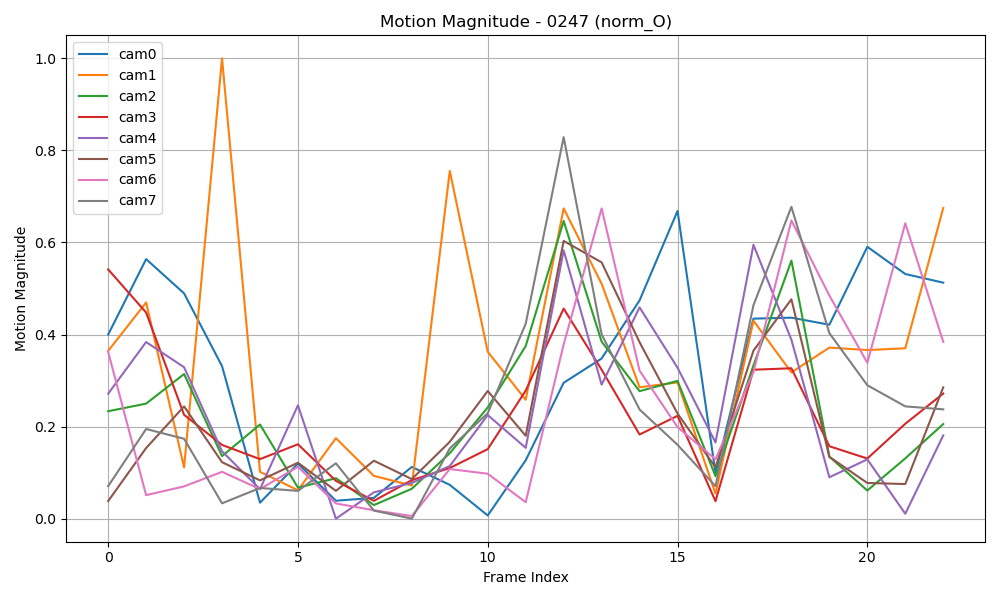 Motion Magnitude - 0247 (norm_O)
cam0
cam1
cam2
cam3
cam4
cam5
cam6
cam7
1.0
0.8
0.6
0.4
0.2
0.0
Motion Magnitude
0 5 10 15 20
Frame Index